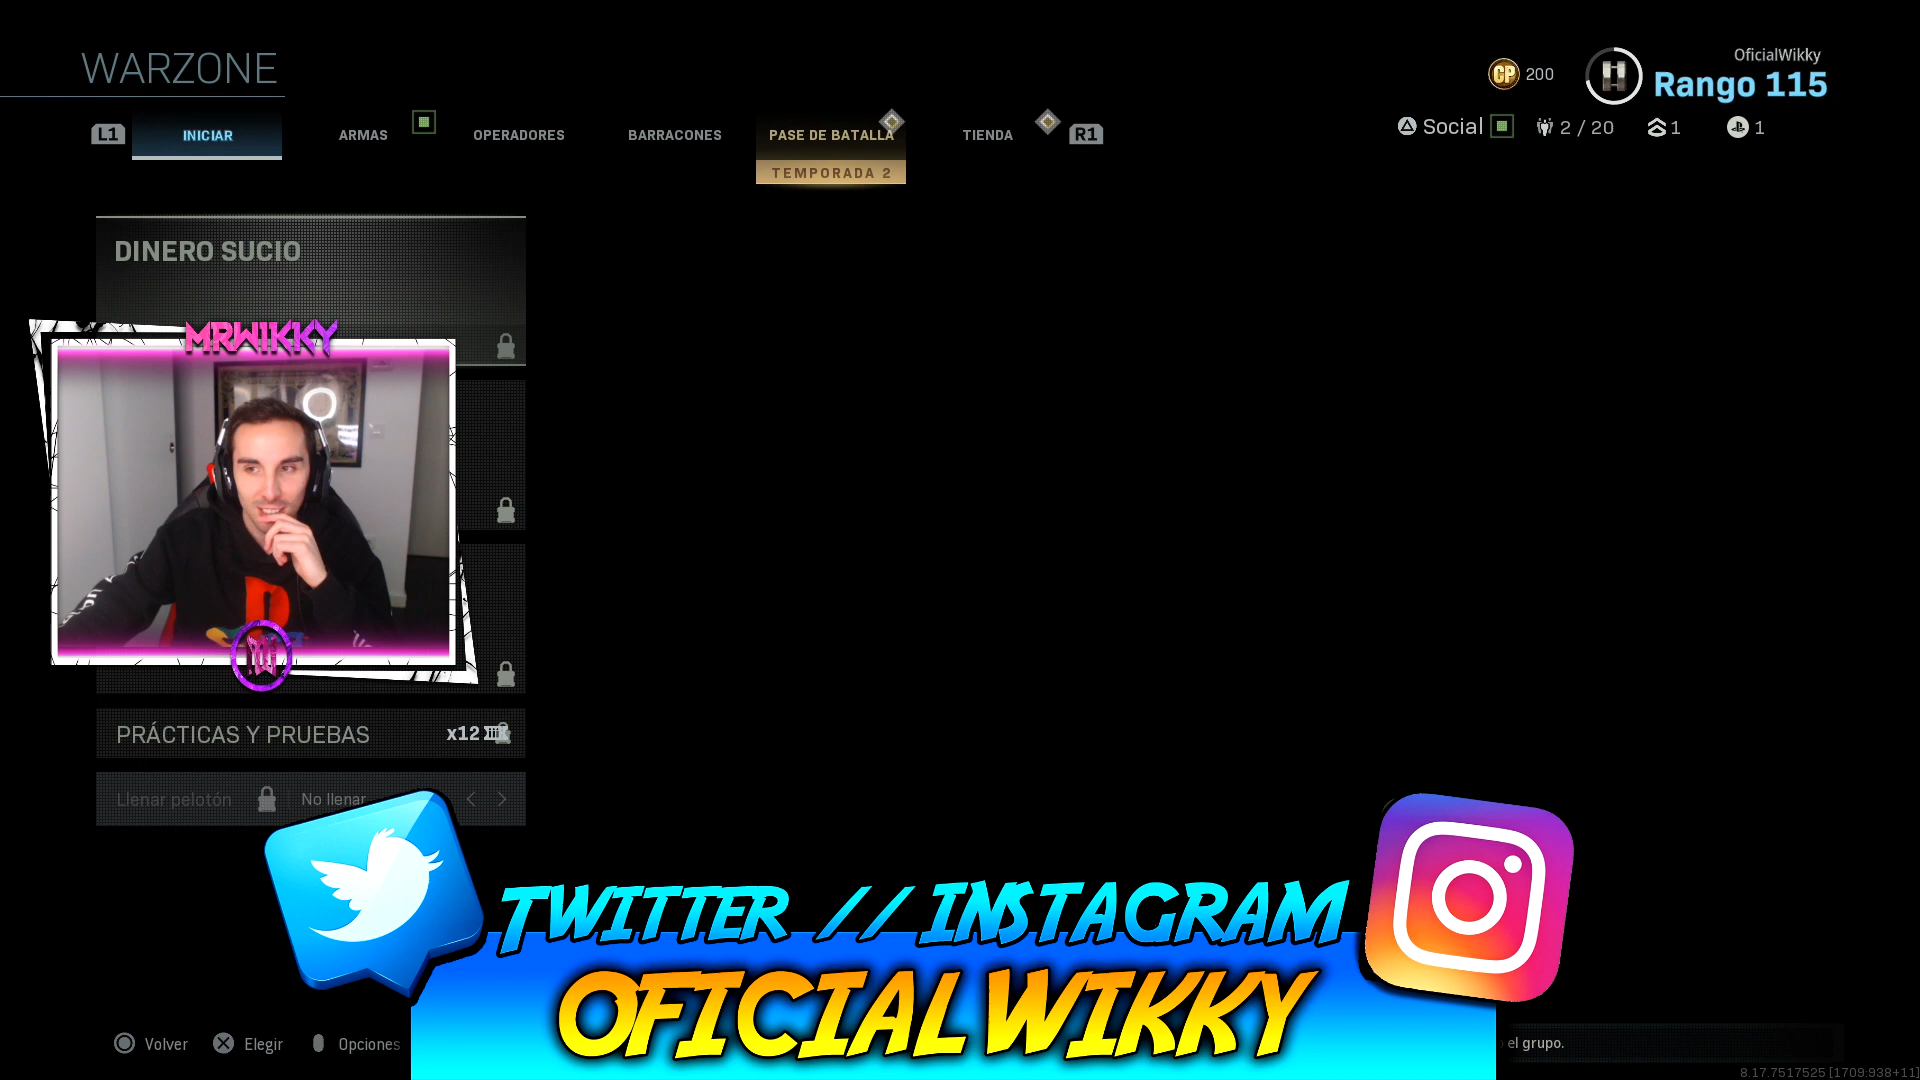 WARZONE
CP 200
OficialWikky
Rango 115
L1
INICIAR
ARMAS
OPERADORES
BARRACONES
PASE DE BATALLA
TEMPORADA 2
TIENDA
R1
Social
2 / 20
1
1
DINERO SUCIO
MRWIKKY
PRÁCTICAS Y PRUEBAS
x12
Llenar pelotón
No llenar
TWITTER // INSTAGRAM
OFICIALWIKKY
Volver
Elegir
Opciones
el grupo.
8.17.7517525 [1709:938+11]